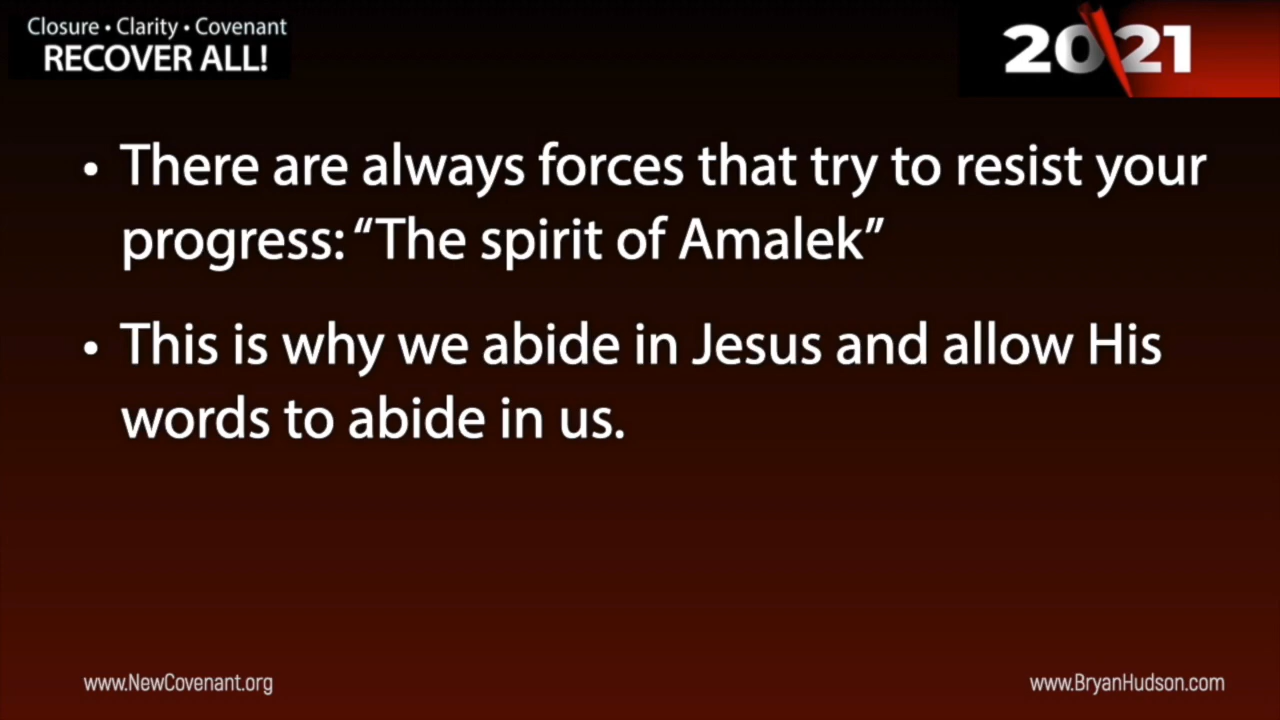 Closure • Clarity • Covenant
RECOVER ALL!
2021
• There are always forces that try to resist your
progress: “The spirit of Amalek”
• This is why we abide in Jesus and allow His
words to abide in us.
www.NewCovenant.org
www.BryanHudson.com